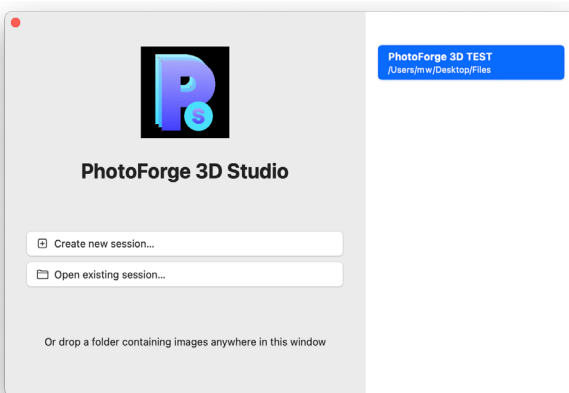 S
PhotoForge 3D Studio
Create new session...
Open existing session...
Or drop a folder containing images anywhere in this window
PhotoForge 3D TEST
/Users/mw/Desktop/Files